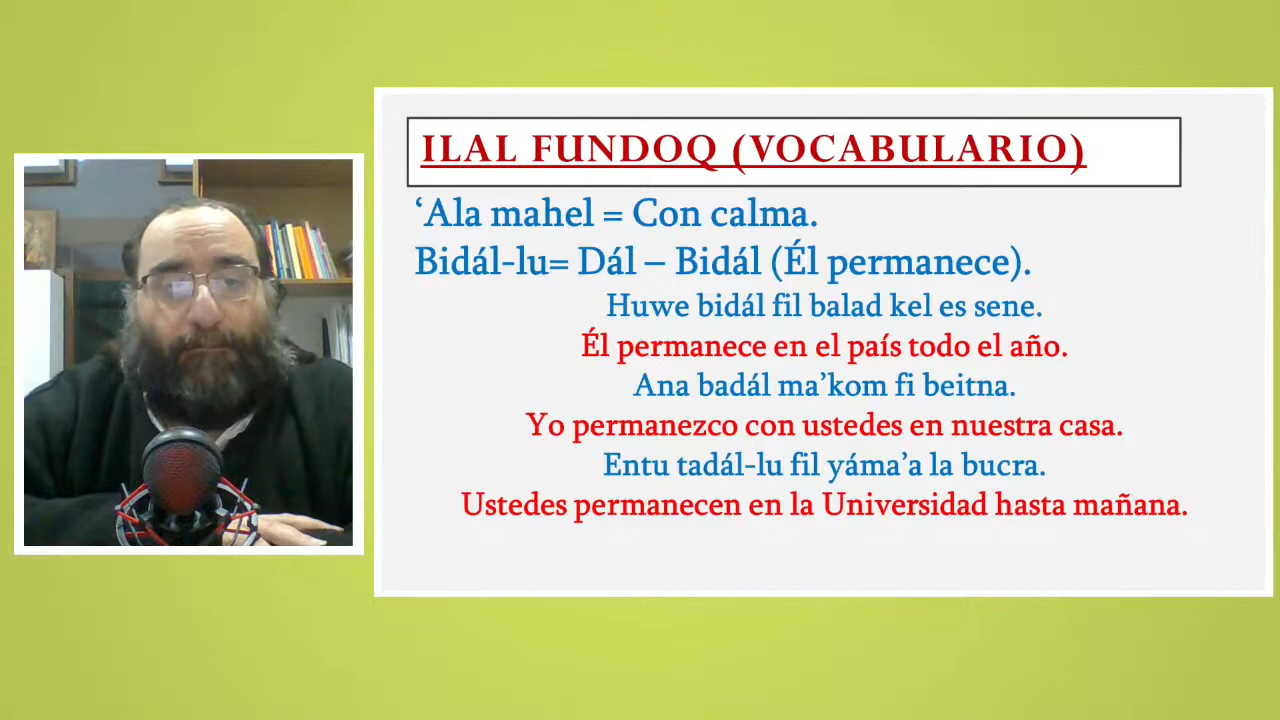 ILAL FUNDOQ (VOCABULARIO)
‘Ala mahel = Con calma.
Bidál-lu= Dál – Bidál (Él permanece).
Huwe bidál fil balad kel es sene.
Él permanece en el país todo el año.
Ana badál ma’kom fi beitna.
Yo permanezco con ustedes en nuestra casa.
Entu tadál-lu fil yáma’a la bucra.
Ustedes permanecen en la Universidad hasta mañana.